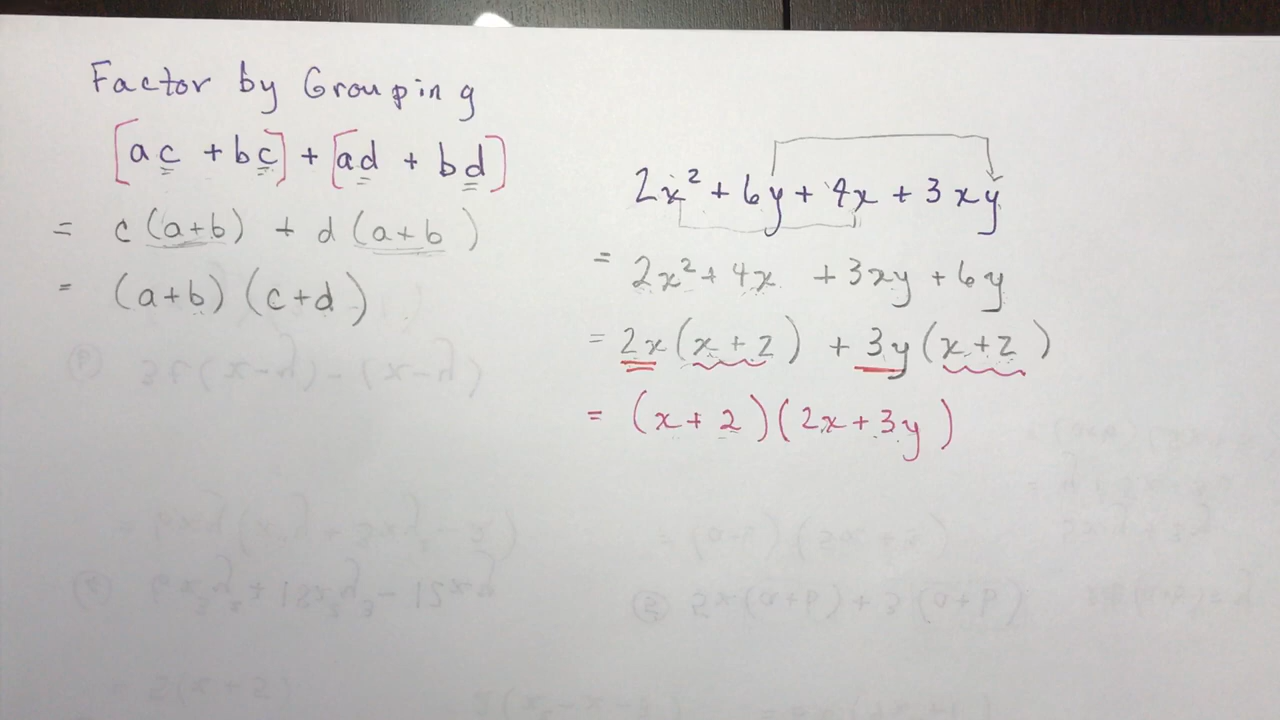 Factor by Grouping
[ac + bc] + [ad + bd]
= c(a+b) + d(a+b)
= (a+b)(c+d)
2x² + 6y + 4x + 3xy
= 2x² + 4x + 3xy + 6y
= 2x(x+2) + 3y(x+2)
= (x+2)(2x+3y)